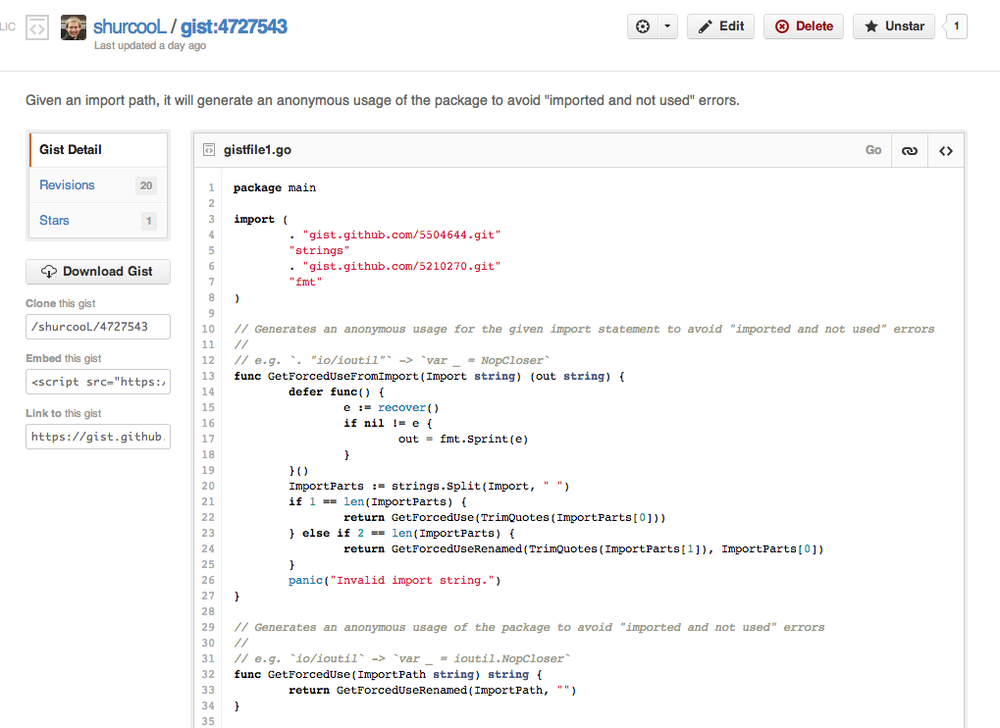 LIC
shurcooL / gist:4727543
Last updated a day ago
Edit
Delete
Unstar
1
Given an import path, it will generate an anonymous usage of the package to avoid "imported and not used" errors.
Gist Detail
Revisions 20
Stars 1
Download Gist
Clone this gist
/shurcooL/4727543
Embed this gist
<script src="https:/
Link to this gist
https://gist.github.
gistfile1.go
Go
1 package main
2
3 import (
4 . "gist.github.com/5504644.git"
5 "strings"
6 . "gist.github.com/5210270.git"
7 "fmt"
8 )
9
10 // Generates an anonymous usage for the given import statement to avoid "imported and not used" errors
11 //
12 // e.g. `. "io/ioutil"` -> `var _ = NopCloser`
13 func GetForcedUseFromImport(Import string) (out string) {
14 defer func() {
15 e := recover()
16 if nil != e {
17 out = fmt.Sprint(e)
18 }
19 }()
20 ImportParts := strings.Split(Import, " ")
21 if 1 == len(ImportParts) {
22 return GetForcedUse(TrimQuotes(ImportParts[0]))
23 } else if 2 == len(ImportParts) {
24 return GetForcedUseRenamed(TrimQuotes(ImportParts[1]), ImportParts[0])
25 }
26 panic("Invalid import string.")
27 }
28
29 // Generates an anonymous usage of the package to avoid "imported and not used" errors
30 //
31 // e.g. `io/ioutil` -> `var _ = ioutil.NopCloser`
32 func GetForcedUse(ImportPath string) string {
33 return GetForcedUseRenamed(ImportPath, "")
34 }
35